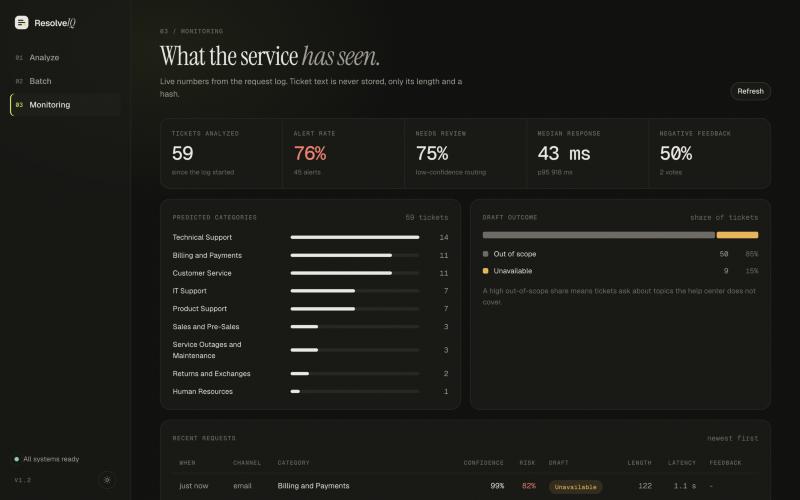 ResolveIQ
01 Analyze
02 Batch
03 Monitoring
03 / MONITORING
What the service has seen.
Live numbers from the request log. Ticket text is never stored, only its length and a
hash.
Refresh
TICKETS ANALYZED
59
since the log started
ALERT RATE
76%
45 alerts
NEEDS REVIEW
75%
low-confidence routing
MEDIAN RESPONSE
43 ms
p95 918 ms
NEGATIVE FEEDBACK
50%
2 votes
PREDICTED CATEGORIES 59 tickets
Technical Support 14
Billing and Payments 11
Customer Service 11
IT Support 7
Product Support 7
Sales and Pre-Sales 3
Service Outages and
Maintenance 3
Returns and Exchanges 2
Human Resources 1
DRAFT OUTCOME share of tickets
Out of scope 50 85%
Unavailable 9 15%
A high out-of-scope share means tickets ask about topics the help center does not
cover.
RECENT REQUESTS newest first
WHEN CHANNEL CATEGORY CONFIDENCE RISK DRAFT LENGTH LATENCY FEEDBACK
just now email Billing and Payments 99% 82% Unavailable 122 1.1 s -
All systems ready
v1.2